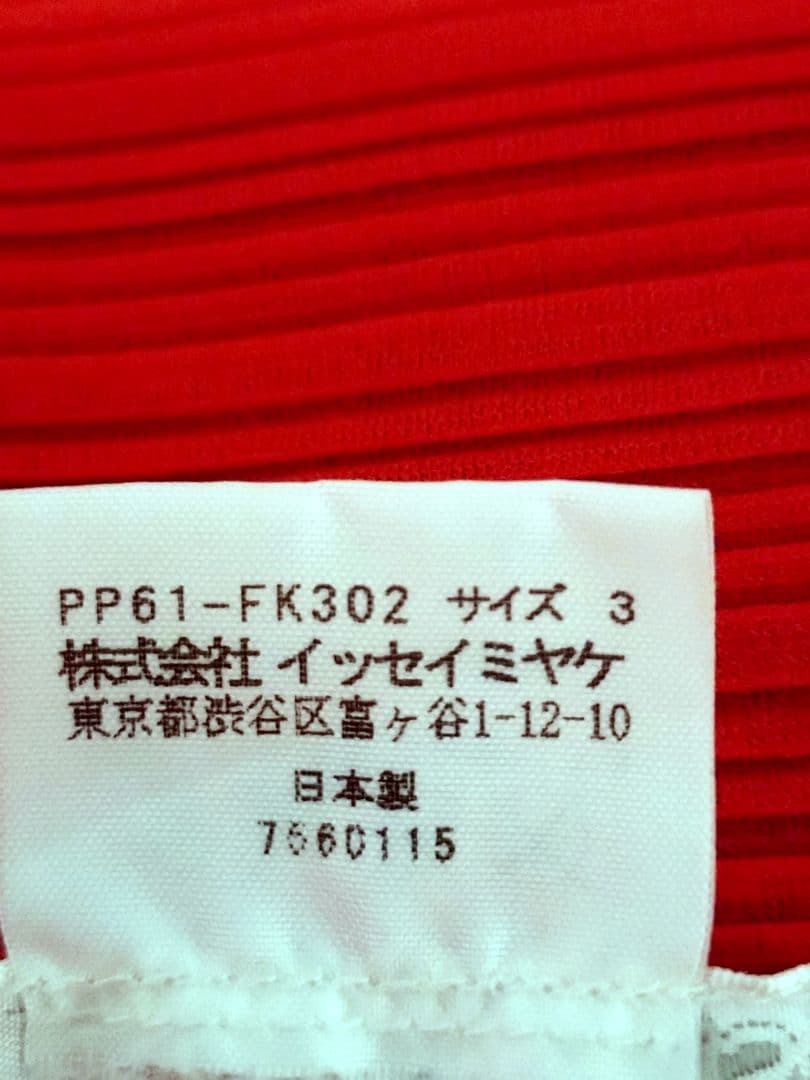 PP61-FK302 サイズ 3
株式会社 イッセイミヤケ
東京都渋谷区富ヶ谷1-12-10
日本製
7660115